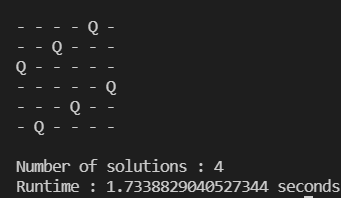 - - - - Q -
- - Q - - -
Q - - - - -
- - - - - Q
- - - Q - -
- Q - - - -
Number of solutions : 4
Runtime : 1.7338829040527344 seconds